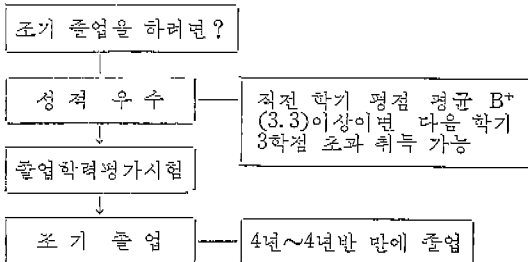 조기 졸업을 하려면?
성적 우수
직전 학기 평점 평균 B⁺
(3.3)이상이면 다음 학기
3학점 초과 취득 가능
졸업학력평가시험
조기 졸업
4년~4년반 만에 졸업